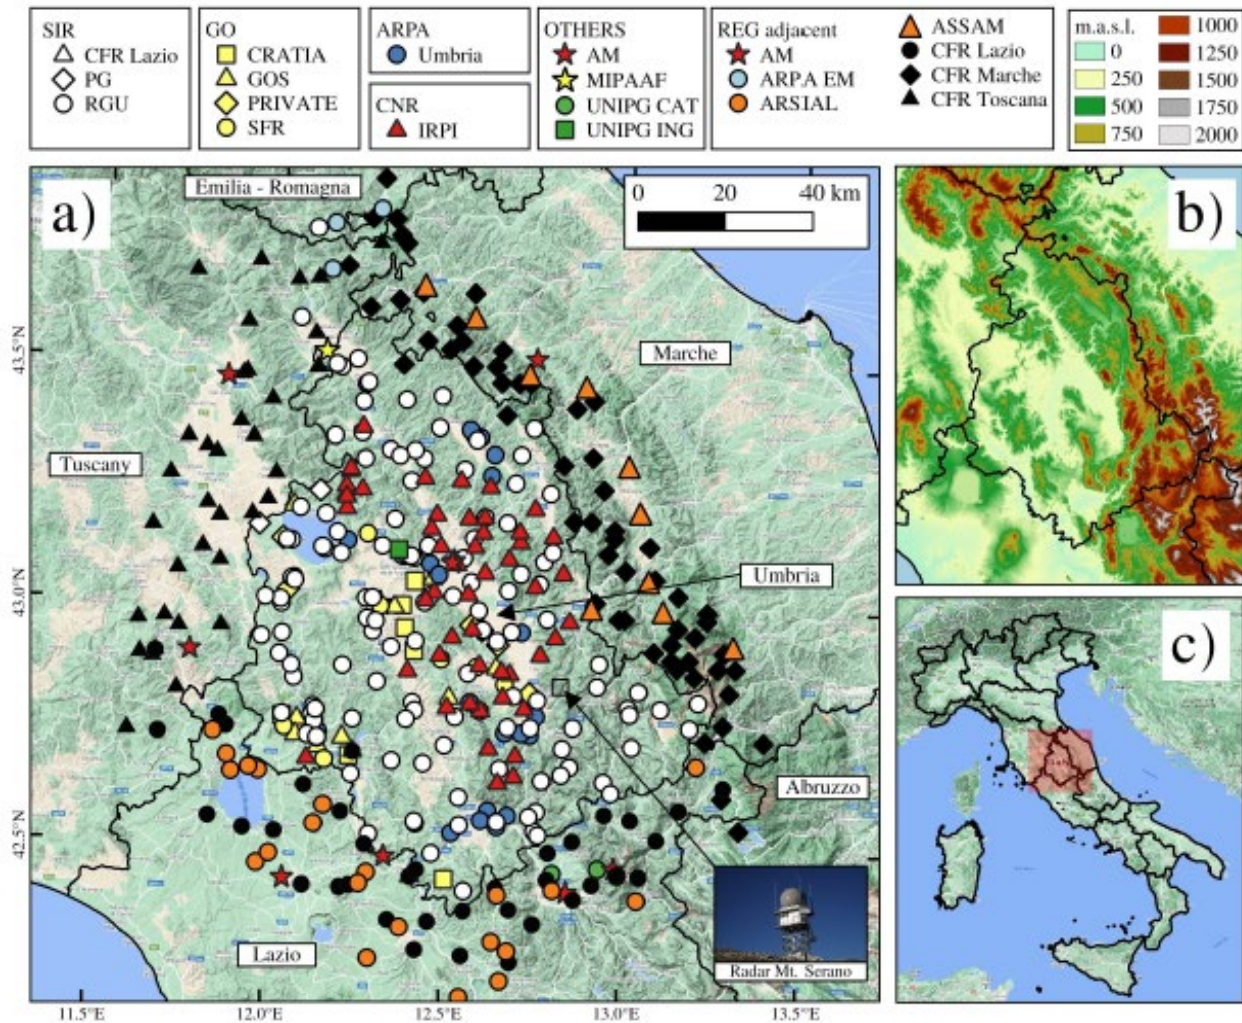 SIR
CFR Lazio
PG
RGU
GO
CRATIA
GOS
PRIVATE
SFR
ARPA
Umbria
CNR
IRPI
OTHERS
AM
MIPAAF
UNIPG CAT
UNIPG ING
REG adjacent
AM
ARPA EM
ARSIAL
ASSAM
CFR Lazio
CFR Marche
CFR Toscana
m.a.s.l.
0
250
500
750
1000
1250
1500
1750
2000
a)
Emilia - Romagna
0 20 40 km
Marche
Tuscany
Umbria
Abruzzo
Lazio
Radar Mt. Serano
43.5°N
43.0°N
42.5°N
11.5°E 12.0°E 12.5°E 13.0°E 13.5°E
b)
c)